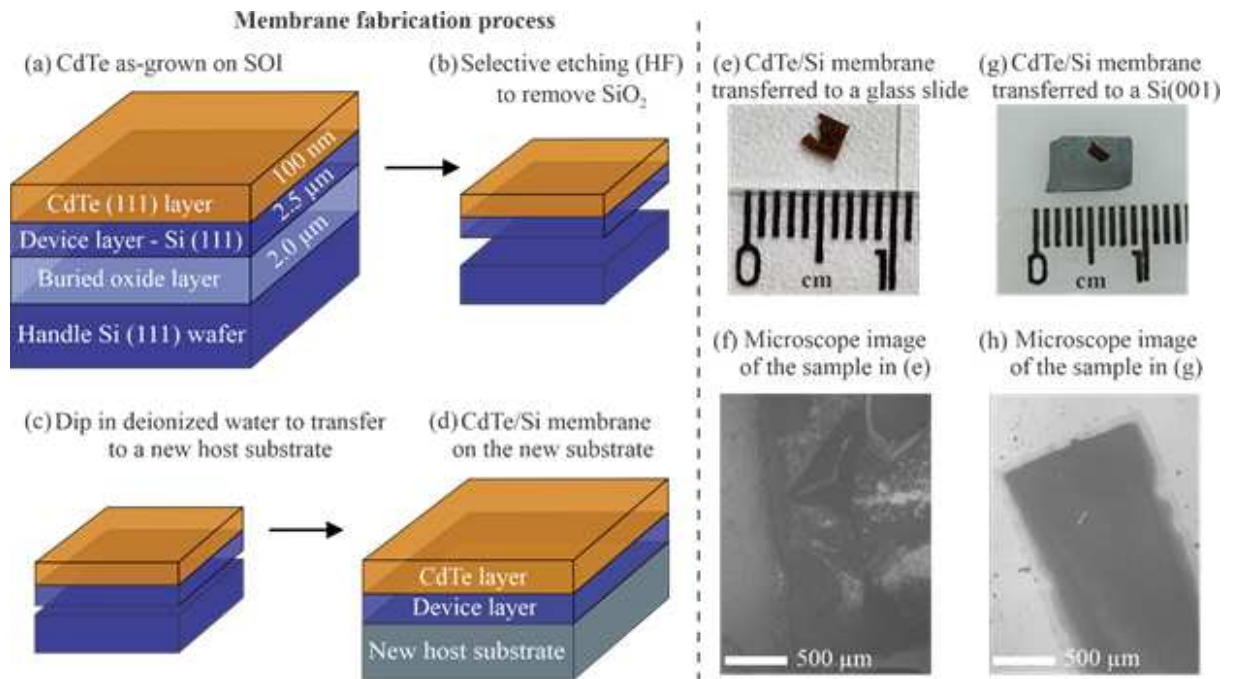 Membrane fabrication process
(a) CdTe as-grown on SOI
CdTe (111) layer
Device layer - Si (111)
Buried oxide layer
Handle Si (111) wafer
100 nm
2.5 μm
2.0 μm
(b) Selective etching (HF)
to remove SiO₂
(c) Dip in deionized water to transfer
to a new host substrate
(d) CdTe/Si membrane
on the new substrate
CdTe layer
Device layer
New host substrate
(e) CdTe/Si membrane
transferred to a glass slide
0 1
cm
(f) Microscope image
of the sample in (e)
500 μm
(g) CdTe/Si membrane
transferred to a Si(001)
0 1
cm
(h) Microscope image
of the sample in (g)
500 μm